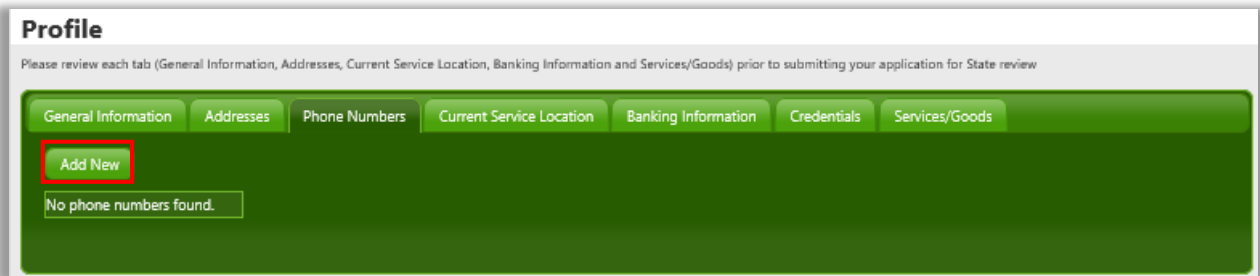 Profile
Please review each tab (General Information, Addresses, Current Service Location, Banking Information and Services/Goods) prior to submitting your application for State review
General Information Addresses Phone Numbers Current Service Location Banking Information Credentials Services/Goods
Add New
No phone numbers found.